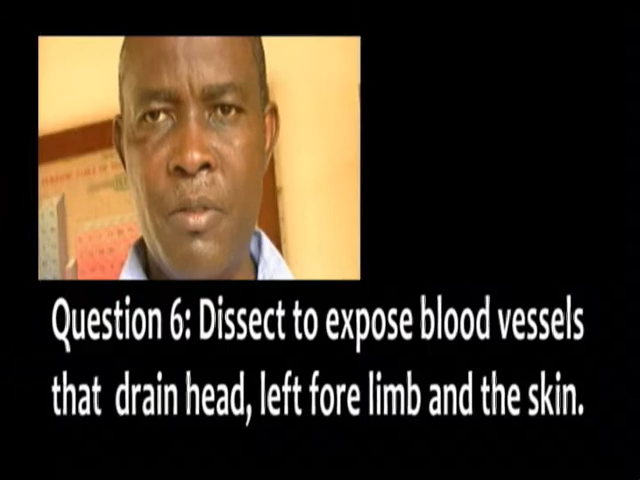 Question 6: Dissect to expose blood vessels
that drain head, left fore limb and the skin.